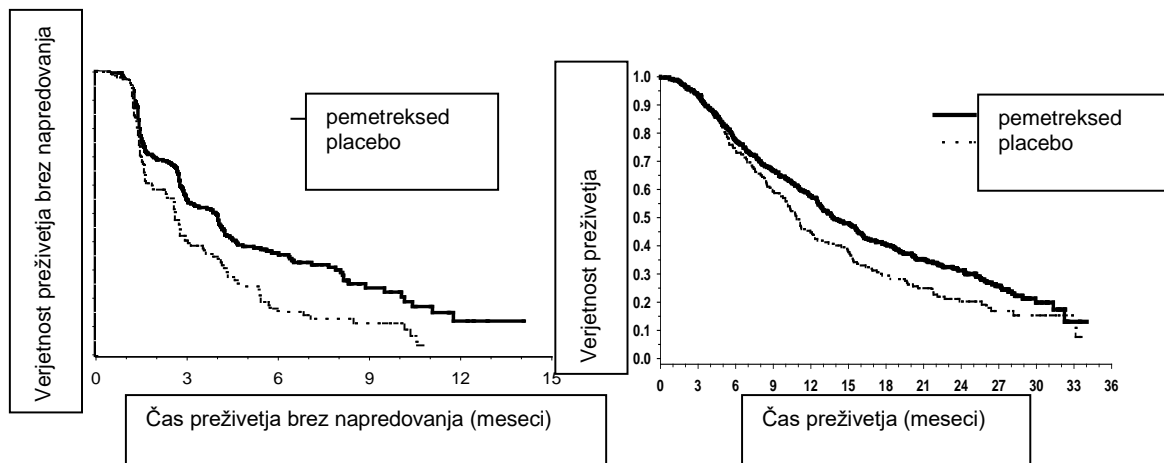 Verjetnost preživetja brez napredovanja
pemetreksed
placebo
0 3 6 9 12 15
Čas preživetja brez napredovanja (meseci)
Verjetnost preživetja
1.0
0.9
0.8
0.7
0.6
0.5
0.4
0.3
0.2
0.1
0.0
pemetreksed
placebo
0 3 6 9 12 15 18 21 24 27 30 33 36
Čas preživetja (meseci)